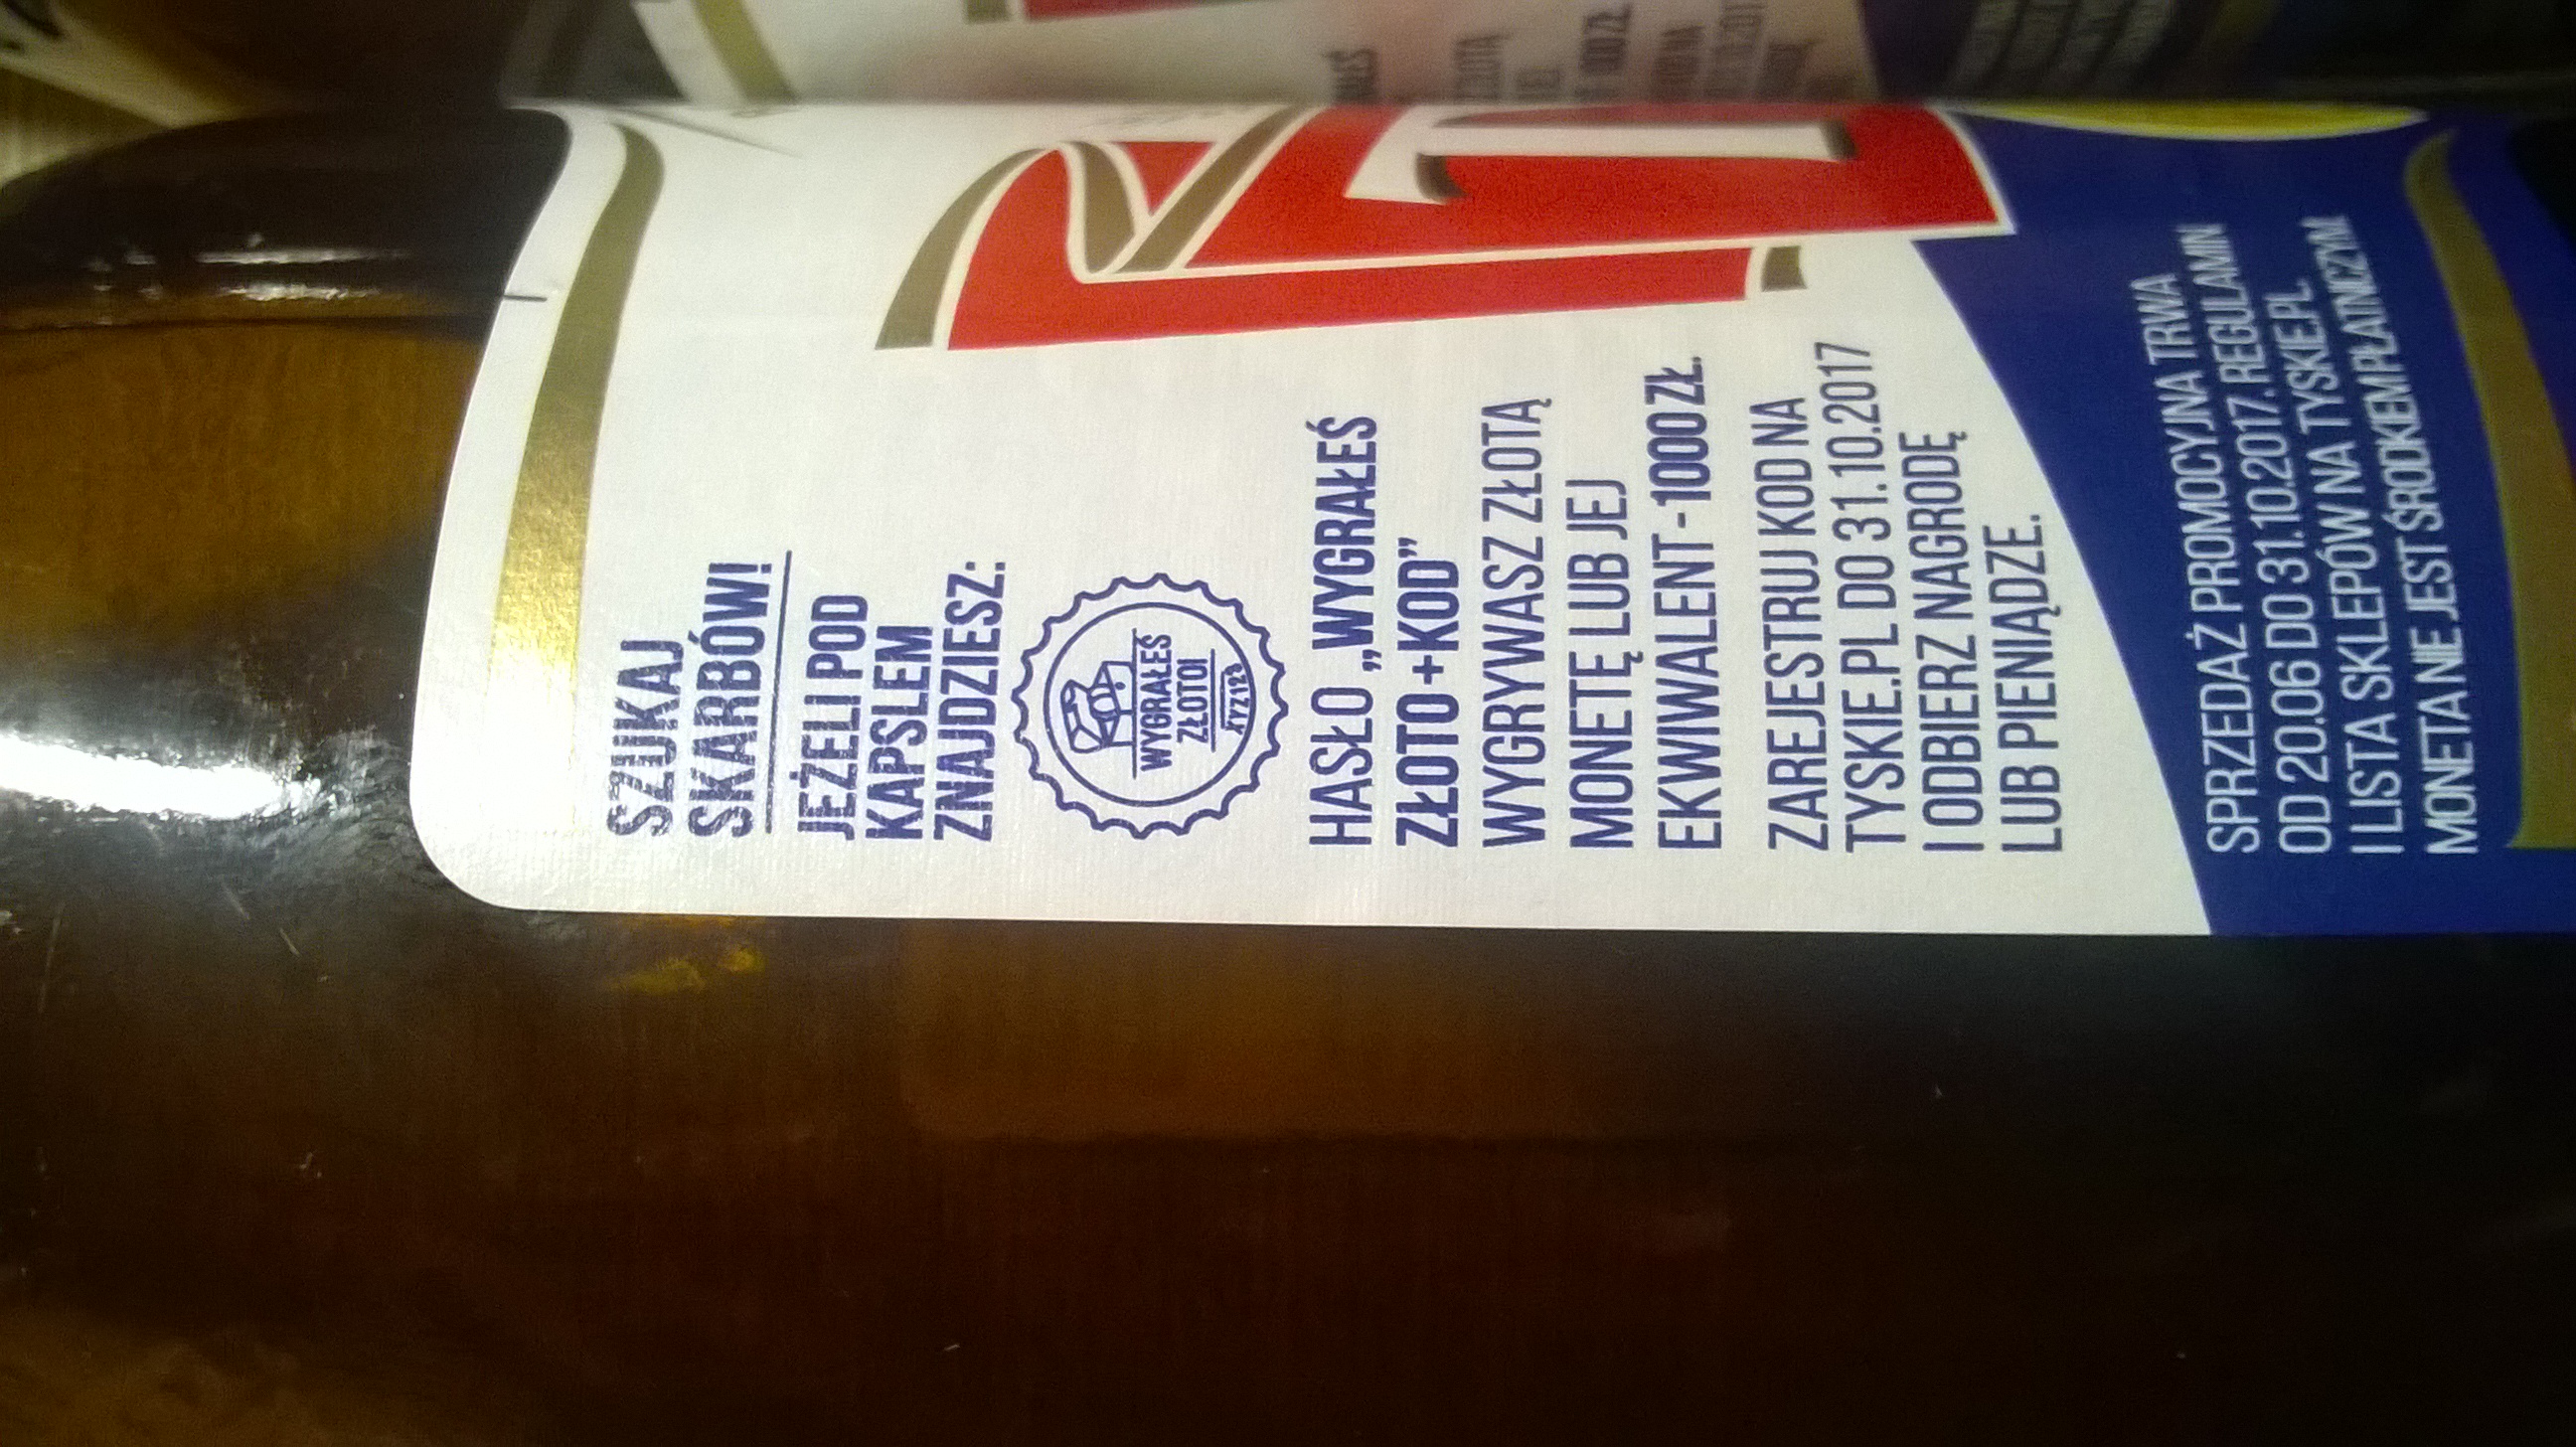 SZUKAJ
SKARBÓW!
JEŻELI POD
KAPSLEM
ZNAJDZIESZ:
WYGRAŁEŚ
ZŁOTO!
XYZ123
HASŁO „WYGRAŁEŚ
ZŁOTO +KOD”
WYGRYWASZ ZŁOTĄ
MONETĘ LUB JEJ
EKWIWALENT - 1000 ZŁ.
ZAREJESTRUJ KOD NA
TYSKIE.PL DO 31.10.2017
I ODBIERZ NAGRODĘ
LUB PIENIĄDZE.
SPRZEDAŻ PROMOCYJNA TRWA
OD 20.06 DO 31.10.2017. REGULAMIN
I LISTA SKLEPÓW NA TYSKIE.PL
MONETA NIE JEST ŚRODKIEM PŁATNICZYM